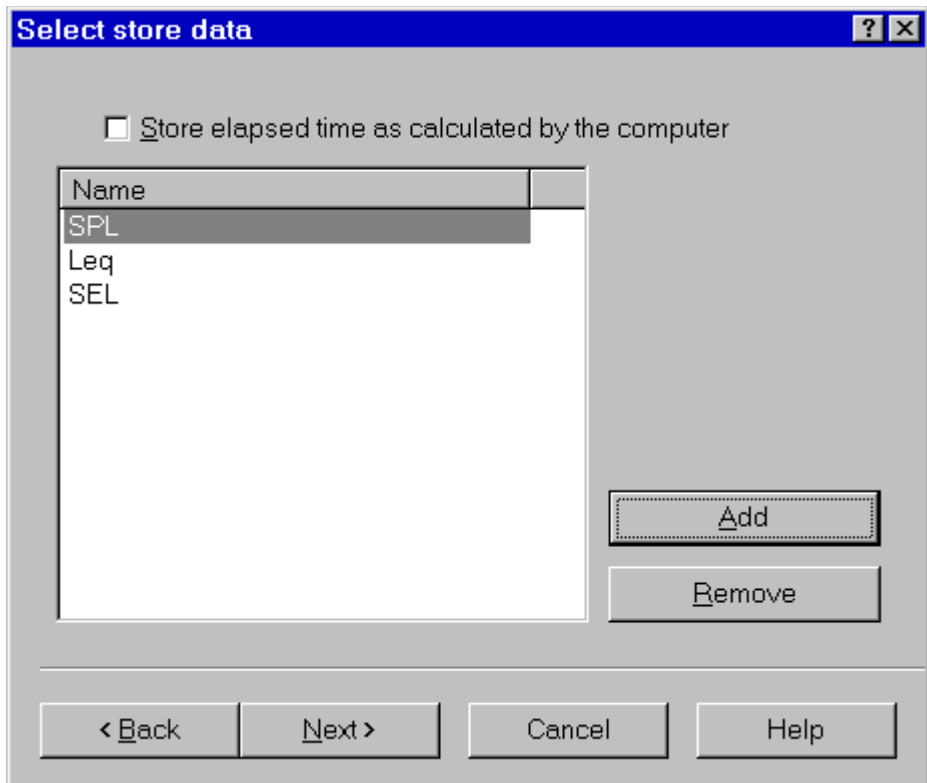 Select store data
Store elapsed time as calculated by the computer
Name
SPL
Leq
SEL
Add
Remove
< Back
Next >
Cancel
Help